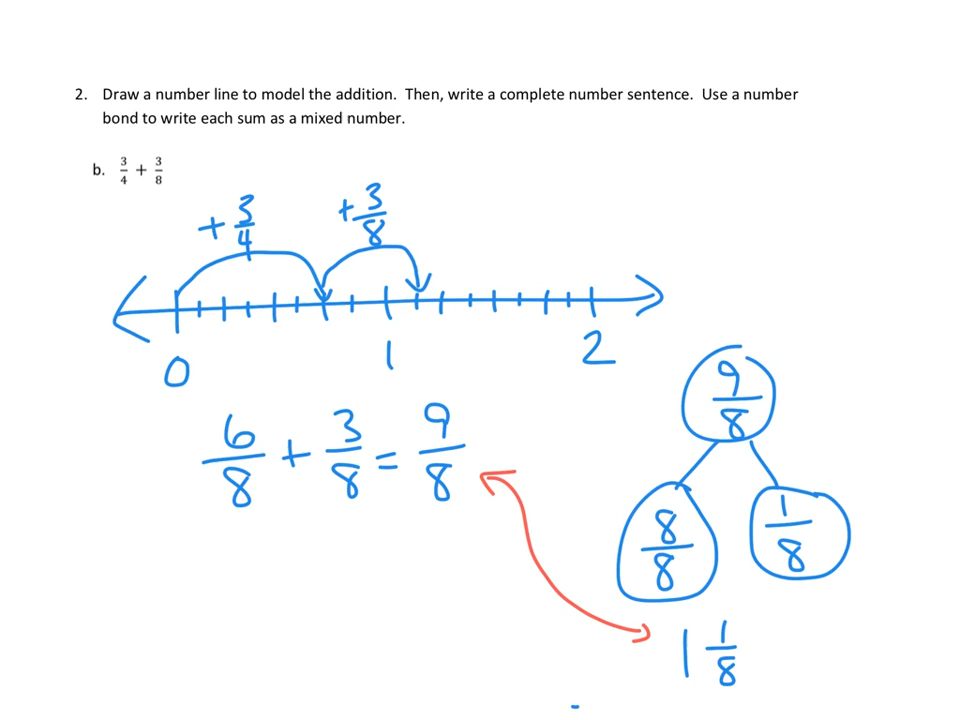 2. Draw a number line to model the addition. Then, write a complete number sentence. Use a number
bond to write each sum as a mixed number.
b. 3/4 + 3/8
+ 3/4 + 3/8
0 1 2
6/8 + 3/8 = 9/8
9/8
8/8 1/8
1 1/8